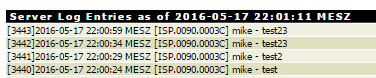 Server Log Entries as of 2016-05-17 22:01:11 MESZ
[3443]2016-05-17 22:00:59 MESZ [ISP.0090.0003C] mike - test23
[3442]2016-05-17 22:00:34 MESZ [ISP.0090.0003C] mike - test23
[3441]2016-05-17 22:00:29 MESZ [ISP.0090.0003C] mike - test2
[3440]2016-05-17 22:00:24 MESZ [ISP.0090.0003C] mike - test